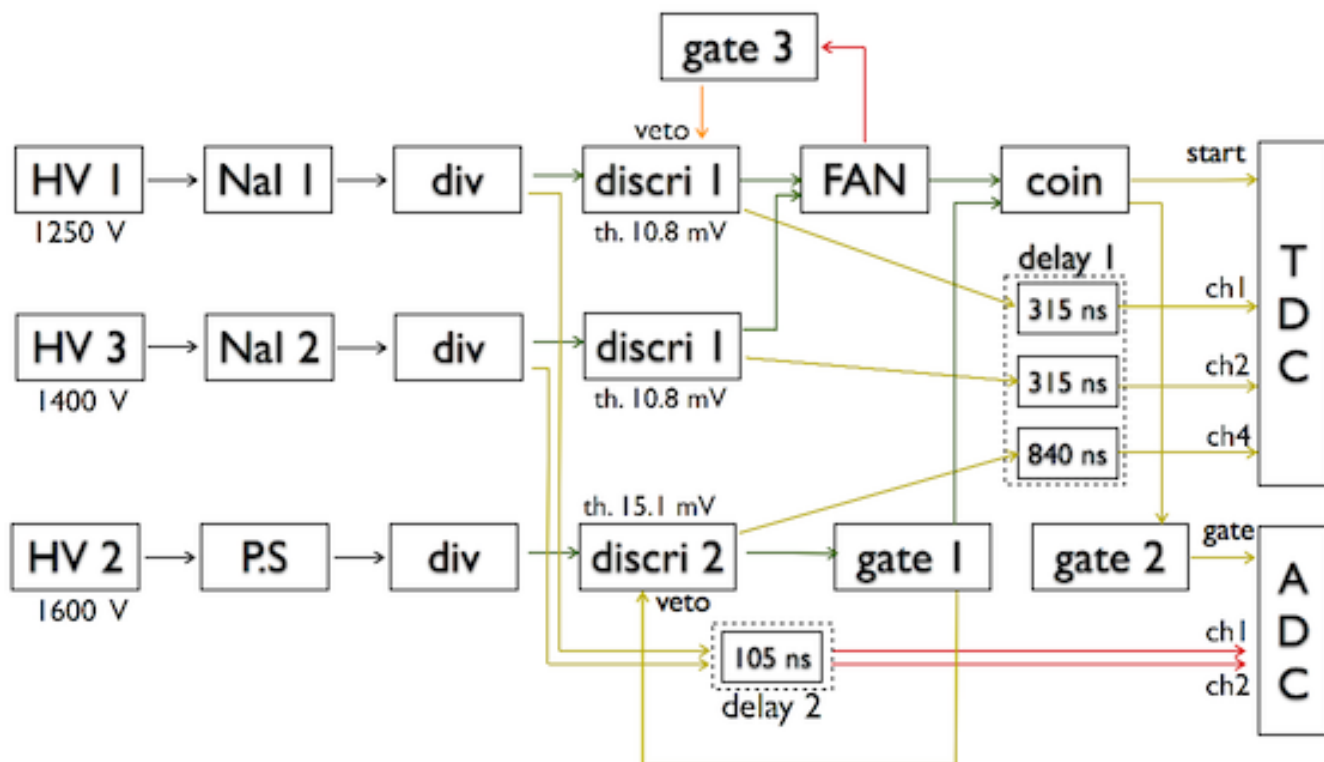 gate 3
veto
HV 1
NaI 1
div
discri 1
FAN
coin
start
1250 V
th. 10.8 mV
delay 1
315 ns
ch1
HV 3
NaI 2
div
discri 1
315 ns
ch2
1400 V
th. 10.8 mV
840 ns
ch4
T
D
C
th. 15.1 mV
HV 2
P.S
div
discri 2
gate 1
gate 2
gate
1600 V
veto
105 ns
delay 2
ch1
ch2
A
D
C